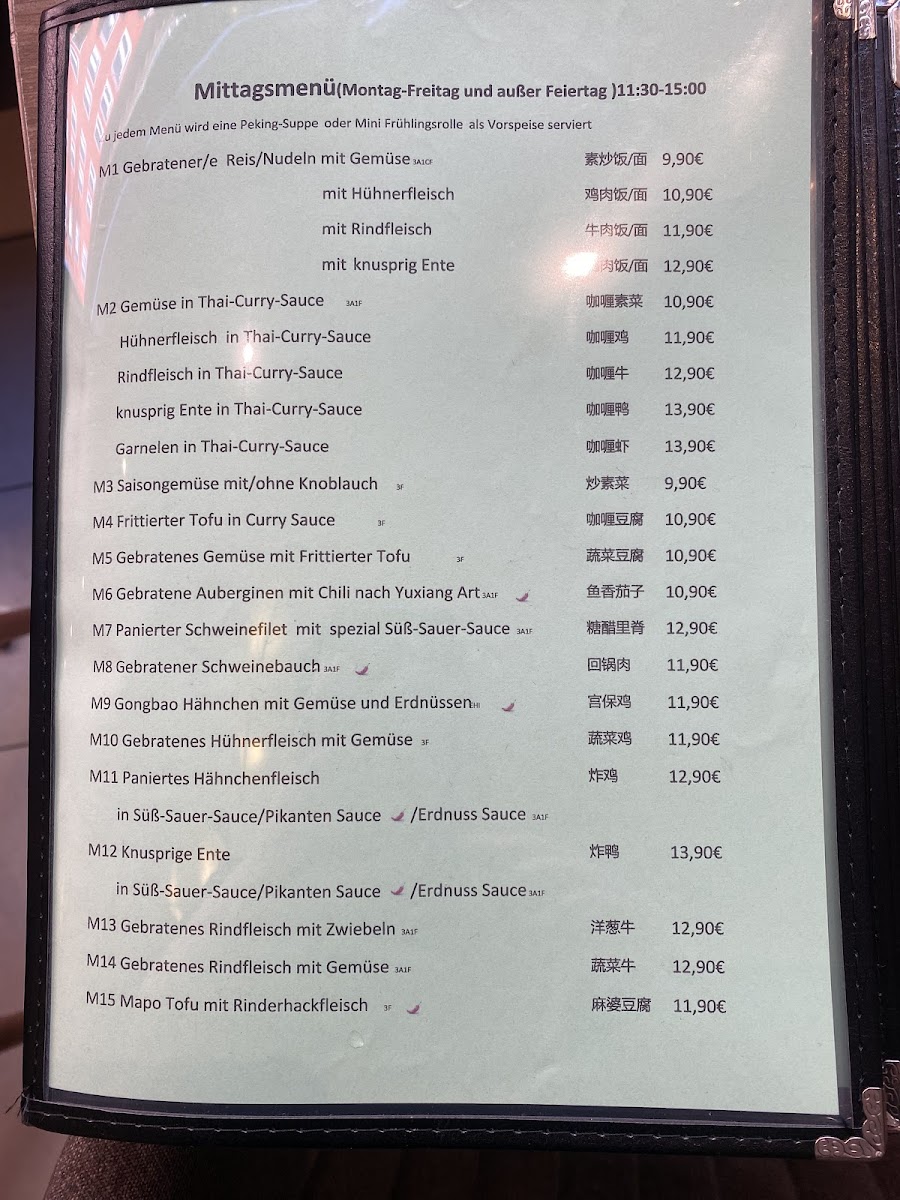 Mittagsmenü(Montag-Freitag und außer Feiertag )11:30-15:00
u jedem Menü wird eine Peking-Suppe oder Mini Frühlingsrolle als Vorspeise serviert
M1 Gebratener/e Reis/Nudeln mit Gemüse 3A1CF 素炒饭/面 9,90€
mit Hühnerfleisch 鸡肉饭/面 10,90€
mit Rindfleisch 牛肉饭/面 11,90€
mit knusprig Ente 肉饭/面 12,90€
M2 Gemüse in Thai-Curry-Sauce 3A1F 咖喱素菜 10,90€
Hühnerfleisch in Thai-Curry-Sauce 咖喱鸡 11,90€
Rindfleisch in Thai-Curry-Sauce 咖喱牛 12,90€
knusprig Ente in Thai-Curry-Sauce 咖喱鸭 13,90€
Garnelen in Thai-Curry-Sauce 咖喱虾 13,90€
M3 Saisongemüse mit/ohne Knoblauch 3F 炒素菜 9,90€
M4 Frittierter Tofu in Curry Sauce 3F 咖喱豆腐 10,90€
M5 Gebratenes Gemüse mit Frittierter Tofu 3F 蔬菜豆腐 10,90€
M6 Gebratene Auberginen mit Chili nach Yuxiang Art 3A1F 鱼香茄子 10,90€
M7 Panierter Schweinefilet mit spezial Süß-Sauer-Sauce 3A1F 糖醋里脊 12,90€
M8 Gebratener Schweinebauch 3A1F 回锅肉 11,90€
M9 Gongbao Hähnchen mit Gemüse und Erdnüssen 宫保鸡 11,90€
M10 Gebratenes Hühnerfleisch mit Gemüse 3F 蔬菜鸡 11,90€
M11 Paniertes Hähnchenfleisch 炸鸡 12,90€
in Süß-Sauer-Sauce/Pikanten Sauce /Erdnuss Sauce 3A1F
M12 Knusprige Ente 炸鸭 13,90€
in Süß-Sauer-Sauce/Pikanten Sauce /Erdnuss Sauce 3A1F
M13 Gebratenes Rindfleisch mit Zwiebeln 3A1F 洋葱牛 12,90€
M14 Gebratenes Rindfleisch mit Gemüse 3A1F 蔬菜牛 12,90€
M15 Mapo Tofu mit Rinderhackfleisch 3F 麻婆豆腐 11,90€